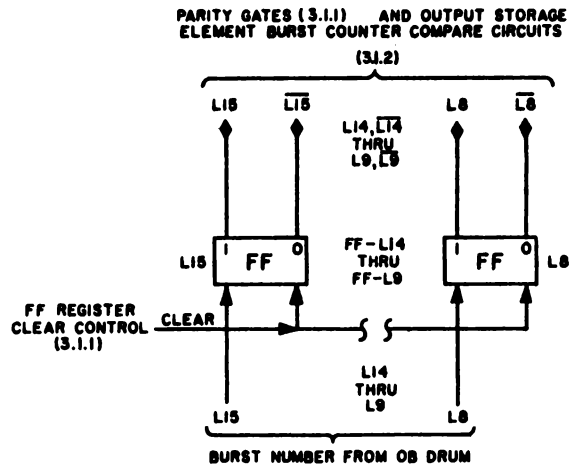 PARITY GATES (3.1.1) AND OUTPUT STORAGE
ELEMENT BURST COUNTER COMPARE CIRCUITS
(3.1.2)
L15 L̅1̅5̅ L8 L̅8̅
L14, L̅1̅4̅
THRU
L9, L̅9̅
1 0
L15 FF
FF-L14
THRU
FF-L9
1 0
FF L8
FF REGISTER
CLEAR CONTROL
(3.1.1)
CLEAR
L14
THRU
L9
L15 L8
BURST NUMBER FROM OB DRUM